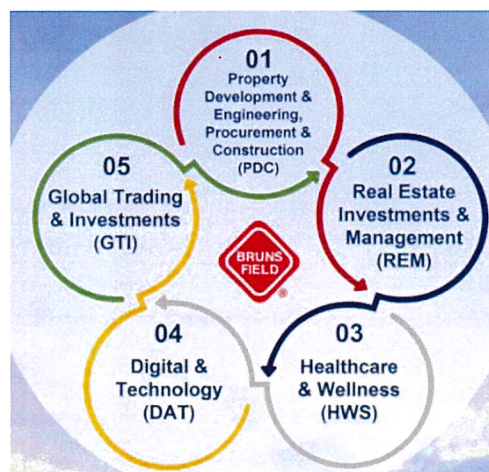 01
Property
Development &
Engineering,
Procurement &
Construction
(PDC)
02
Real Estate
Investments &
Management
(REM)
03
Healthcare
& Wellness
(HWS)
04
Digital &
Technology
(DAT)
05
Global Trading
& Investments
(GTI)
BRUNS
FIELD
®